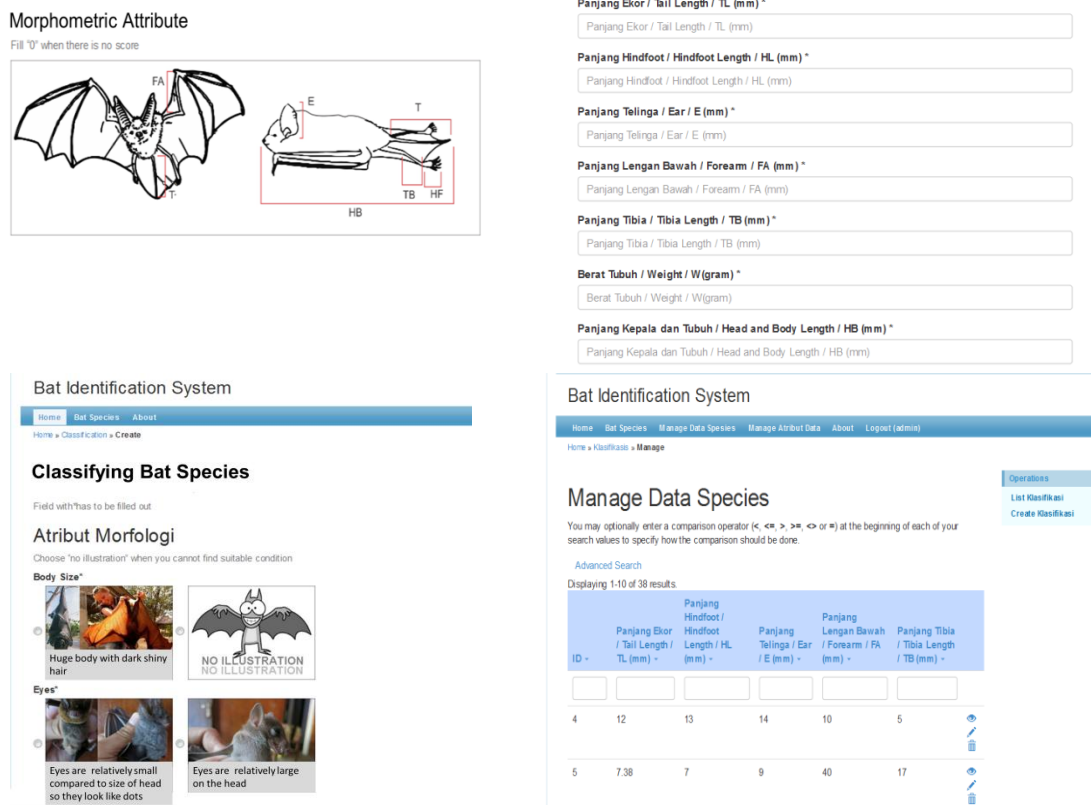 Morphometric Attribute
Fill "0" when there is no score
FA
T
E
T
TB
HF
HB
Panjang Ekor / Tail Length / TL (mm) *
Panjang Ekor / Tail Length / TL (mm)
Panjang Hindfoot / Hindfoot Length / HL (mm) *
Panjang Hindfoot / Hindfoot Length / HL (mm)
Panjang Telinga / Ear / E (mm) *
Panjang Telinga / Ear / E (mm)
Panjang Lengan Bawah / Forearm / FA (mm) *
Panjang Lengan Bawah / Forearm / FA (mm)
Panjang Tibia / Tibia Length / TB (mm) *
Panjang Tibia / Tibia Length / TB (mm)
Berat Tubuh / Weight / W(gram) *
Berat Tubuh / Weight / W(gram)
Panjang Kepala dan Tubuh / Head and Body Length / HB (mm) *
Panjang Kepala dan Tubuh / Head and Body Length / HB (mm)
Bat Identification System
Home Bat Species About
Home » Classification » Create
Classifying Bat Species
Field with*has to be filled out
Atribut Morfologi
Choose "no illustration" when you cannot find suitable condition
Body Size*
Huge body with dark shiny
hair
NO ILLUSTRATION
NO ILLUSTRATION
Eyes*
Eyes are relatively small
compared to size of head
so they look like dots
Eyes are relatively large
on the head
Bat Identification System
Home Bat Species Manage Data Spesies Manage Atribut Data About Logout (admin)
Home » Klasifikasis » Manage
Manage Data Species
You may optionally enter a comparison operator (<, <=, >, >=, <> or =) at the beginning of each of your
search values to specify how the comparison should be done.
Advanced Search
Displaying 1-10 of 38 results.
ID
Panjang Ekor
/ Tail Length /
TL (mm)
Panjang
Hindfoot /
Hindfoot
Length / HL
(mm)
Panjang
Telinga / Ear
/ E (mm)
Panjang
Lengan Bawah
/ Forearm / FA
(mm)
Panjang Tibia
/ Tibia Length
/ TB (mm)
4 12 13 14 10 5
5 7.38 7 9 40 17
Operations
List Klasifikasi
Create Klasifikasi